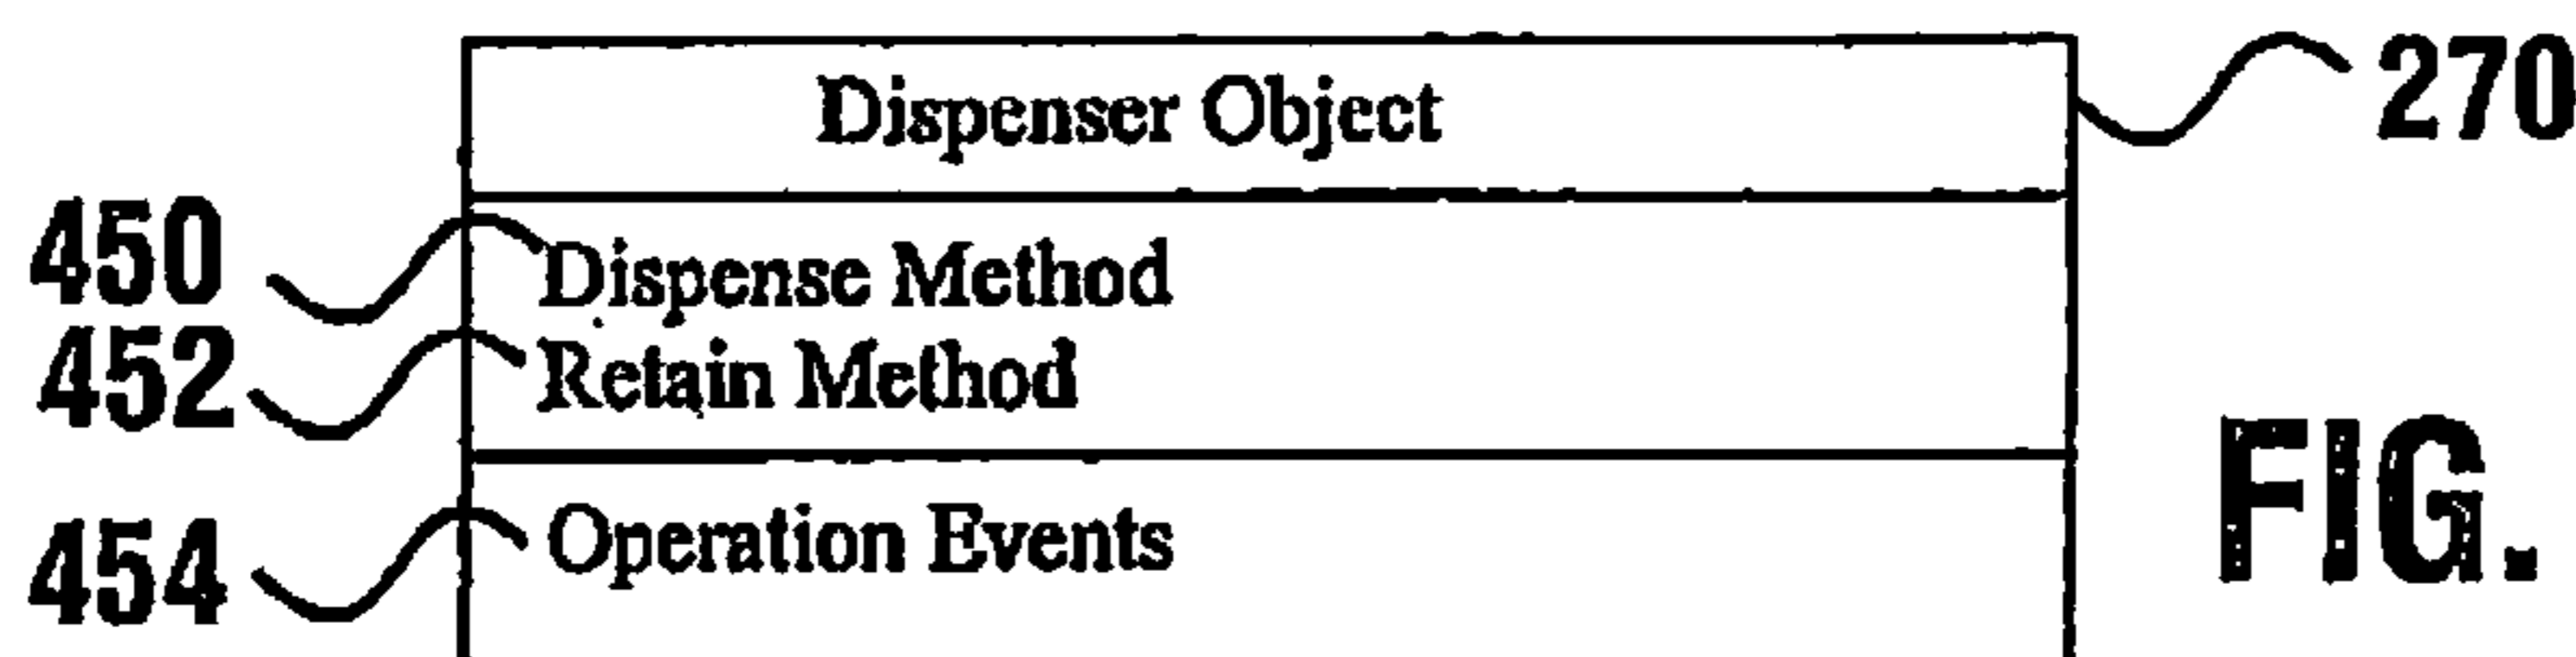 Dispenser Object 270
450 Dispense Method
452 Retain Method
454 Operation Events
FIG.